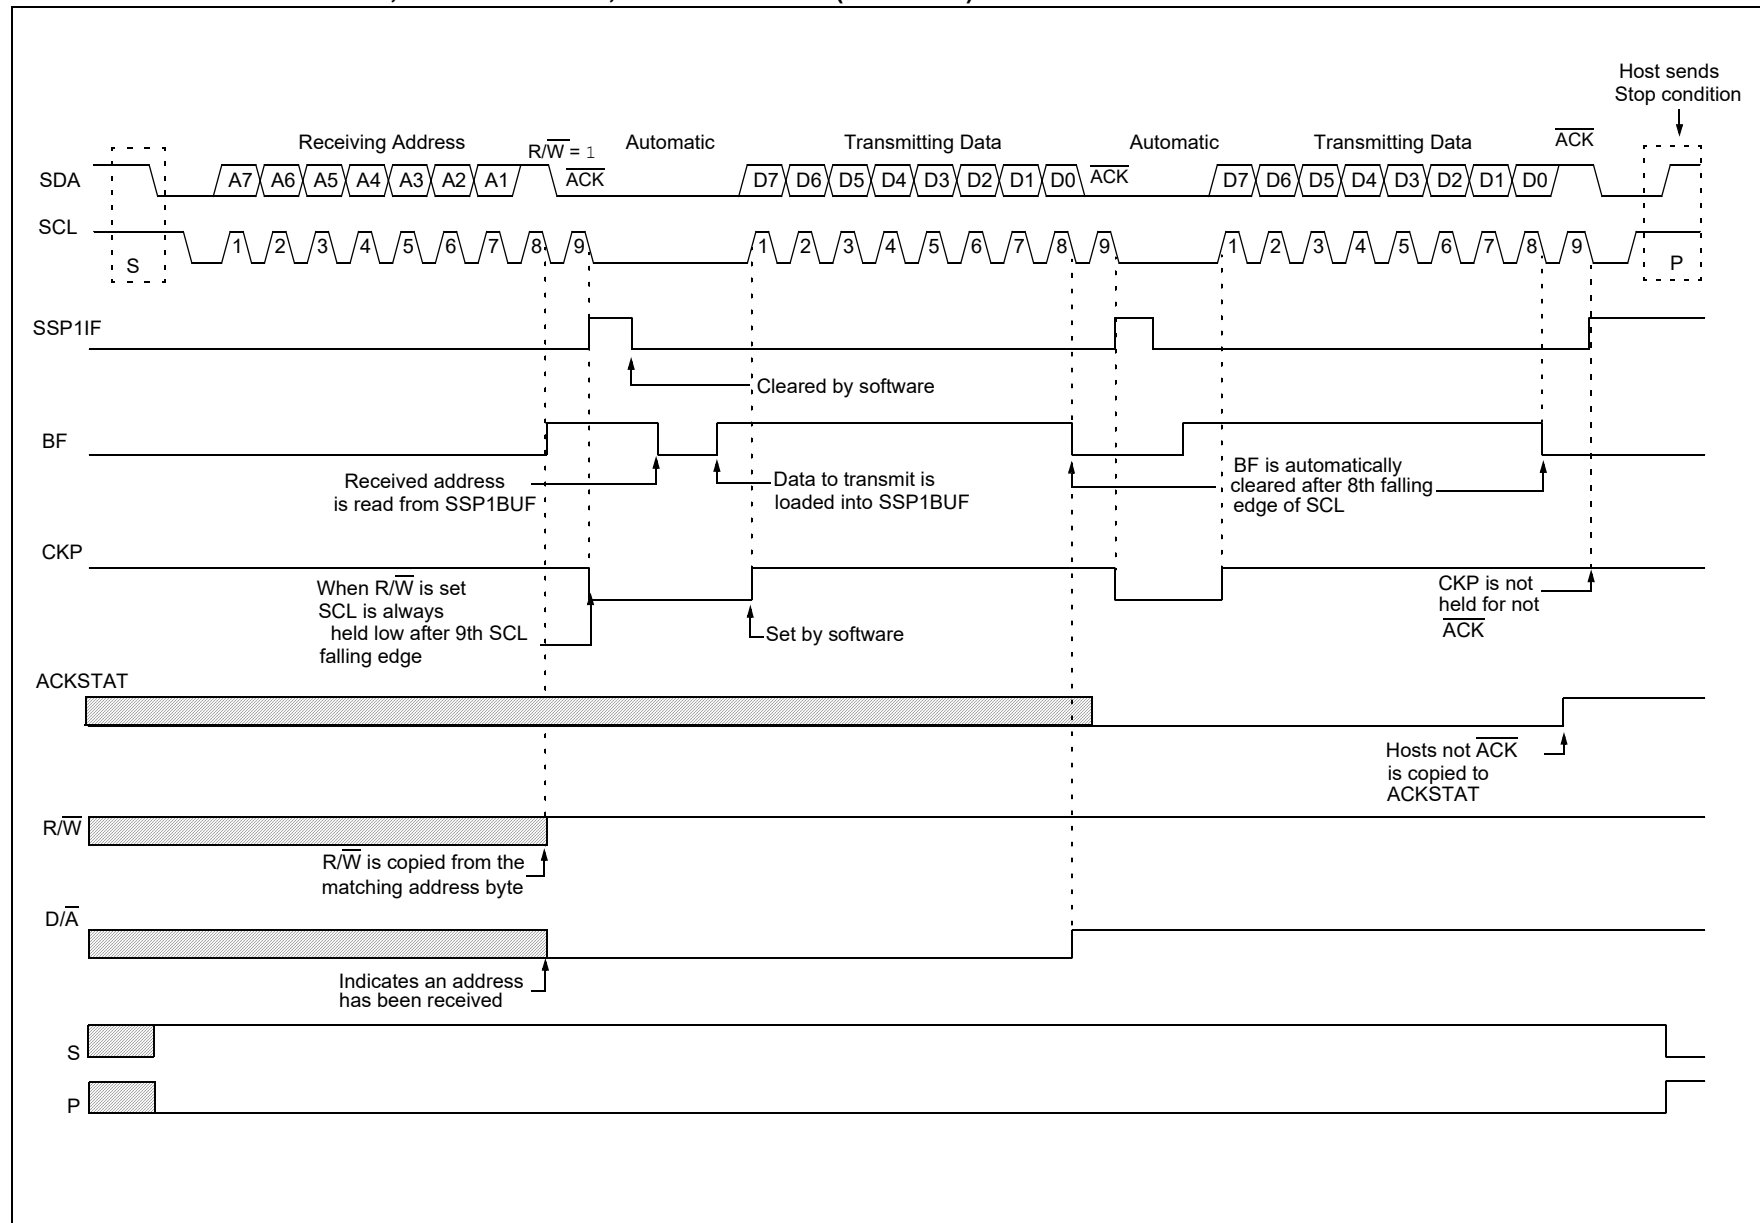 Host sends
Stop condition
Receiving Address
R/W̅ = 1
Automatic
Transmitting Data
Automatic
Transmitting Data
A̅C̅K̅
SDA
A7 A6 A5 A4 A3 A2 A1
A̅C̅K̅
D7 D6 D5 D4 D3 D2 D1 D0
A̅C̅K̅
D7 D6 D5 D4 D3 D2 D1 D0
SCL
S
1 2 3 4 5 6 7 8 9
1 2 3 4 5 6 7 8 9
1 2 3 4 5 6 7 8 9
P
SSP1IF
Cleared by software
BF
Received address
is read from SSP1BUF
Data to transmit is
loaded into SSP1BUF
BF is automatically
cleared after 8th falling
edge of SCL
CKP
When R/W̅ is set
SCL is always
held low after 9th SCL
falling edge
Set by software
CKP is not
held for not
A̅C̅K̅
ACKSTAT
Hosts not A̅C̅K̅
is copied to
ACKSTAT
R/W̅
R/W̅ is copied from the
matching address byte
D/A̅
Indicates an address
has been received
S
P